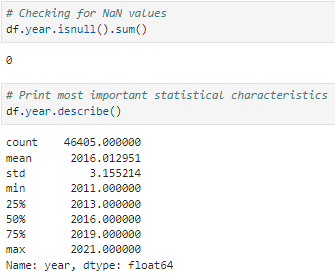 # Checking for NaN values
df.year.isnull().sum()
0
# Print most important statistical characteristics
df.year.describe()
count    46405.000000
mean      2016.012951
std          3.155214
min       2011.000000
25%       2013.000000
50%       2016.000000
75%       2019.000000
max       2021.000000
Name: year, dtype: float64